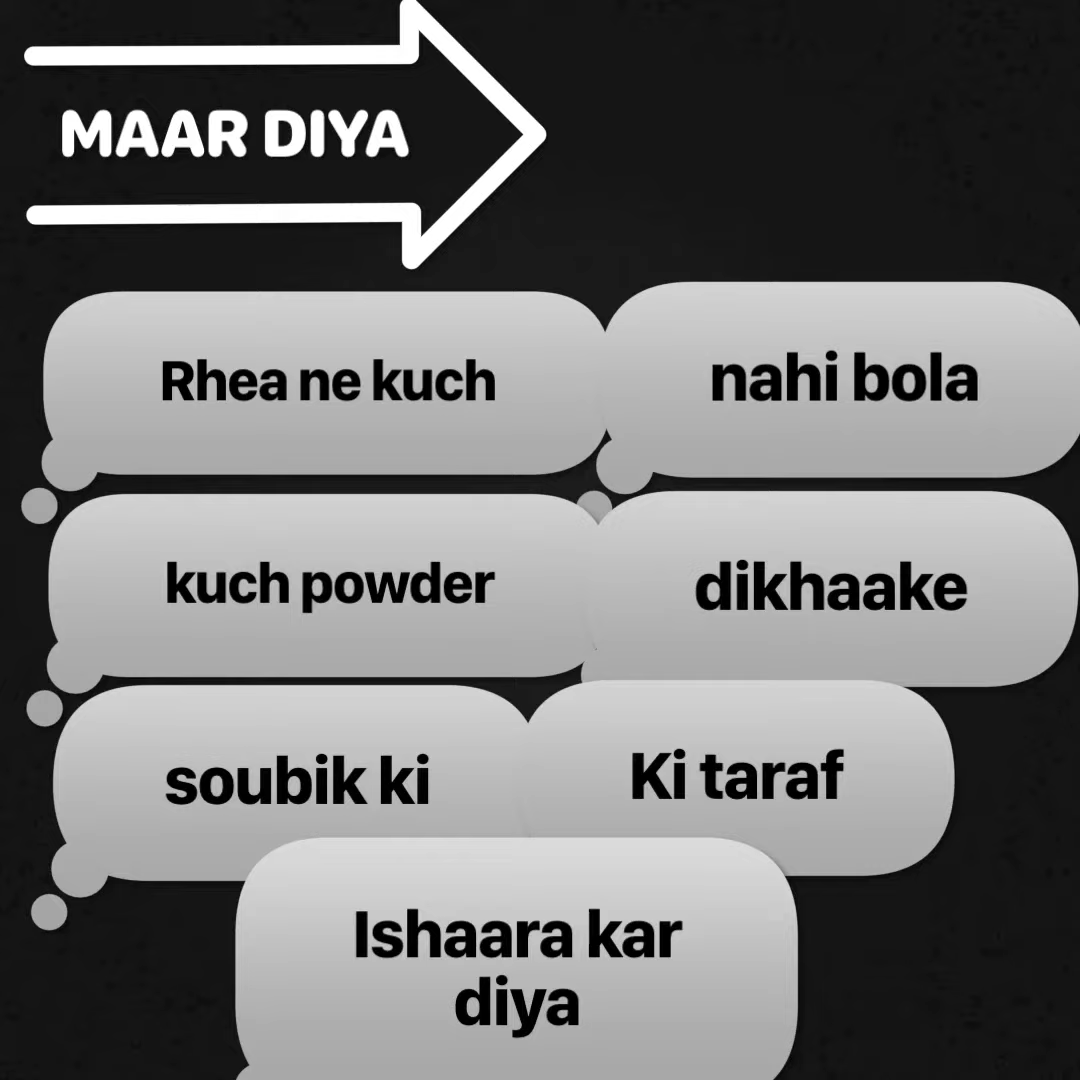 MAAR DIYA
Rhea ne kuch
nahi bola
kuch powder
dikhaake
soubik ki
Ki taraf
Ishaara kar
diya